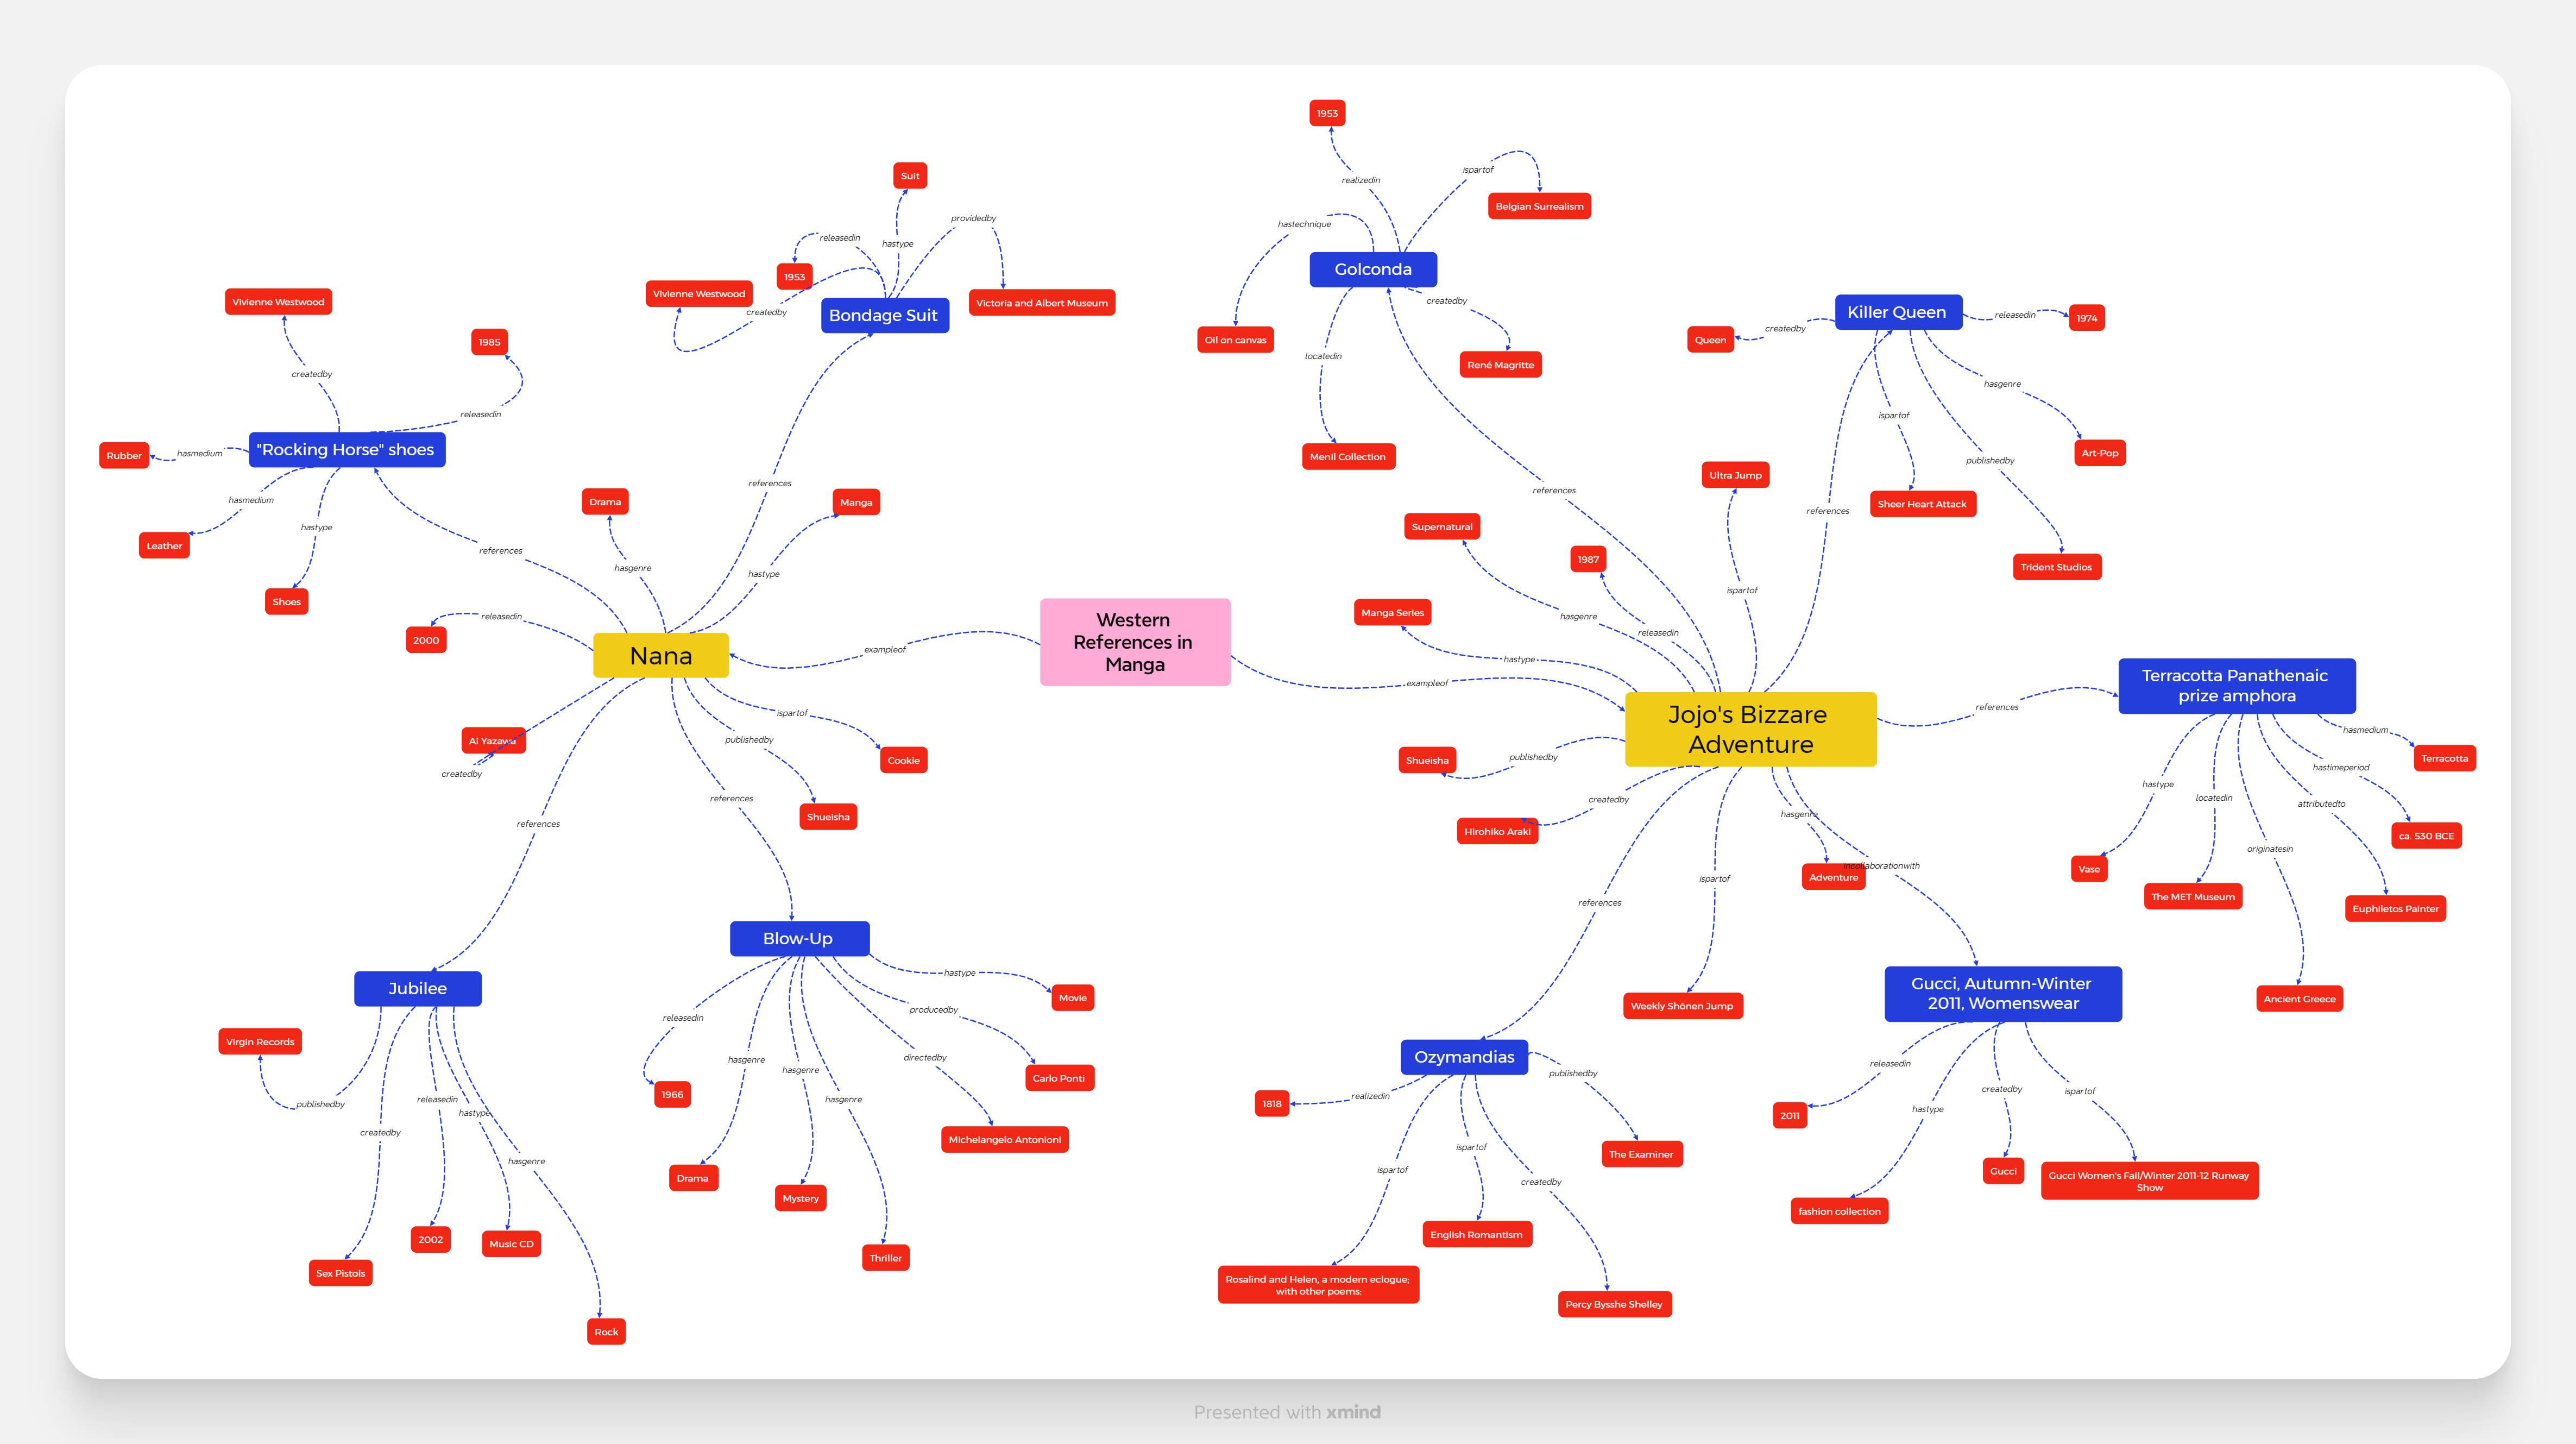 1953
ispartof
realizedin
Suit
Belgian Surrealism
providedby
hastechnique
releasedin
hastype
Golconda
1953
Vivienne Westwood
Vivienne Westwood
Victoria and Albert Museum
createdby
createdby
Bondage Suit
Killer Queen
1974
releasedin
createdby
Queen
Oil on canvas
1985
locatedin
René Magritte
createdby
hasgenre
releasedin
ispartof
"Rocking Horse" shoes
Rubber
hasmedium
Menil Collection
Art-Pop
publishedby
Ultra Jump
references
references
hasmedium
Drama
Manga
Sheer Heart Attack
references
Supernatural
hastype
Leather
references
1987
Trident Studios
hasgenre
hastype
ispartof
Shoes
Manga Series
releasedin
hasgenre
2000
Western
References in
Manga
releasedin
Nana
exampleof
hastype
exampleof
Terracotta Panathenaic
prize amphora
references
Jojo's Bizzare
Adventure
ispartof
hasmedium
Ai Yazawa
publishedby
Cookie
Shueisha
publishedby
Terracotta
hastimeperiod
createdby
hastype
references
locatedin
createdby
attributedto
Shueisha
hasgenre
references
Hirohiko Araki
ca. 530 BCE
originatesin
incollaborationwith
Vase
Adventure
ispartof
The MET Museum
references
Euphiletos Painter
Blow-Up
hastype
Jubilee
Movie
Gucci, Autumn-Winter
2011, Womenswear
Ancient Greece
Weekly Shōnen Jump
producedby
releasedin
Virgin Records
directedby
Ozymandias
hasgenre
releasedin
hasgenre
publishedby
Carlo Ponti
createdby
ispartof
1966
realizedin
releasedin
hasgenre
publishedby
1818
hastype
hastype
2011
createdby
Michelangelo Antonioni
ispartof
The Examiner
hasgenre
ispartof
Gucci
Gucci Women's Fall/Winter 2011-12 Runway
Show
Drama
createdby
Mystery
fashion collection
English Romantism
2002
Music CD
Thriller
Sex Pistols
Rosalind and Helen, a modern eclogue;
with other poems:
Percy Bysshe Shelley
Rock
Presented with xmind